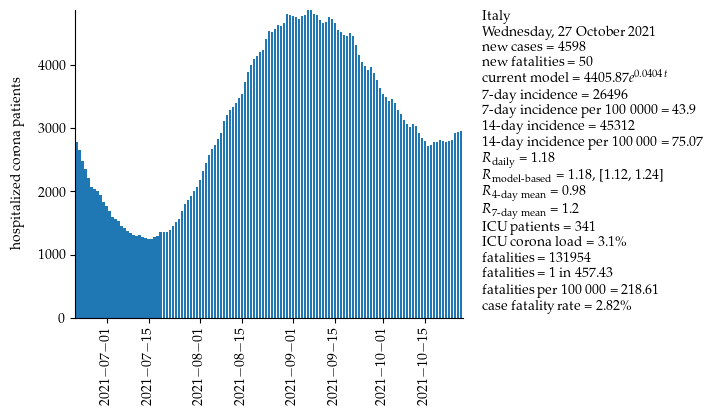 hospitalized corona patients
4000
3000
2000
1000
0
2021−07−01
2021−07−15
2021−08−01
2021−08−15
2021−09−01
2021−09−15
2021−10−01
2021−10−15
Italy
Wednesday, 27 October 2021
new cases = 4598
new fatalities = 50
current model = 4405.87e^0.0404 t
7-day incidence = 26496
7-day incidence per 100 0000 = 43.9
14-day incidence = 45312
14-day incidence per 100 000 = 75.07
R_daily = 1.18
R_model-based = 1.18, [1.12, 1.24]
R_4-day mean = 0.98
R_7-day mean = 1.2
ICU patients = 341
ICU corona load = 3.1%
fatalities = 131954
fatalities = 1 in 457.43
fatalities per 100 000 = 218.61
case fatality rate = 2.82%